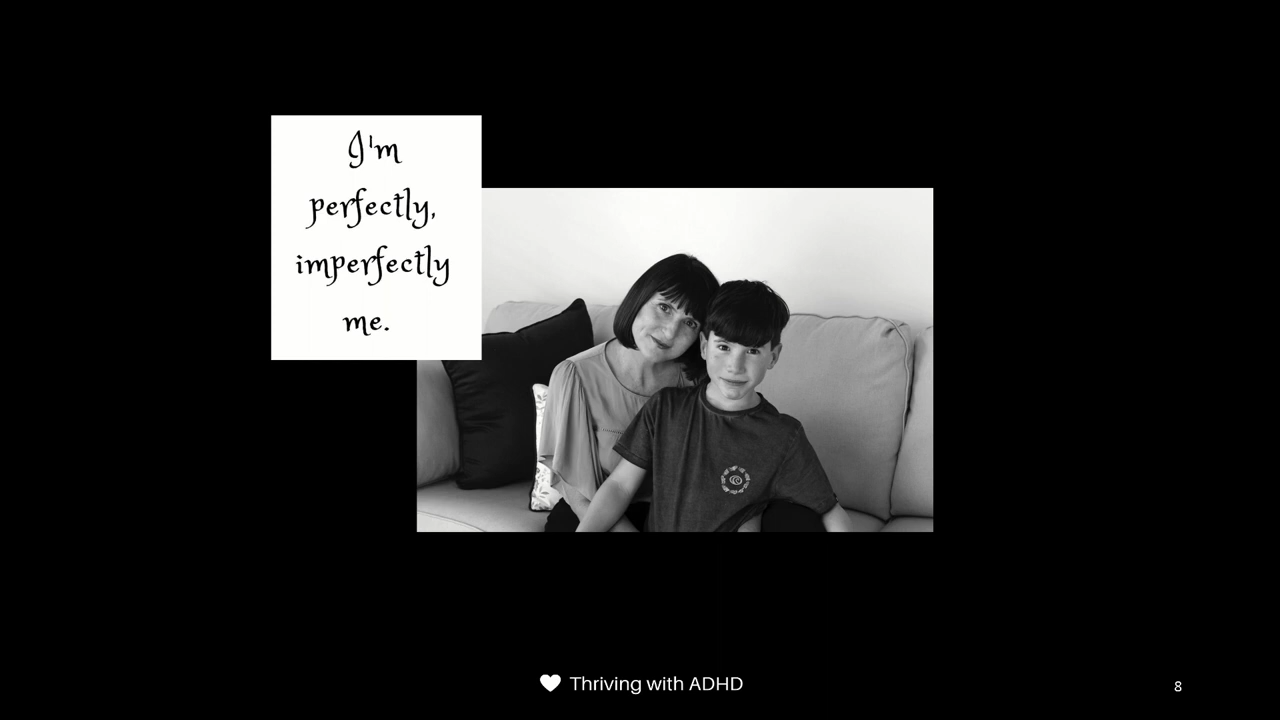 I'm
perfectly,
imperfectly
me.
Thriving with ADHD
8